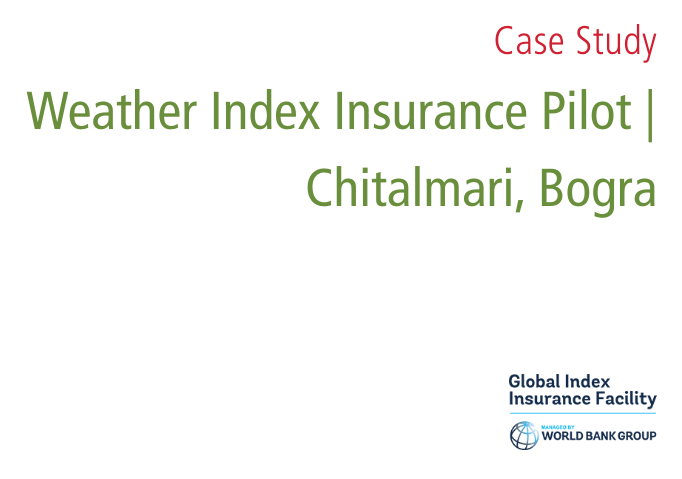 Case Study
Weather Index Insurance Pilot |
Chitalmari, Bogra
Global Index
Insurance Facility
MANAGED BY
WORLD BANK GROUP